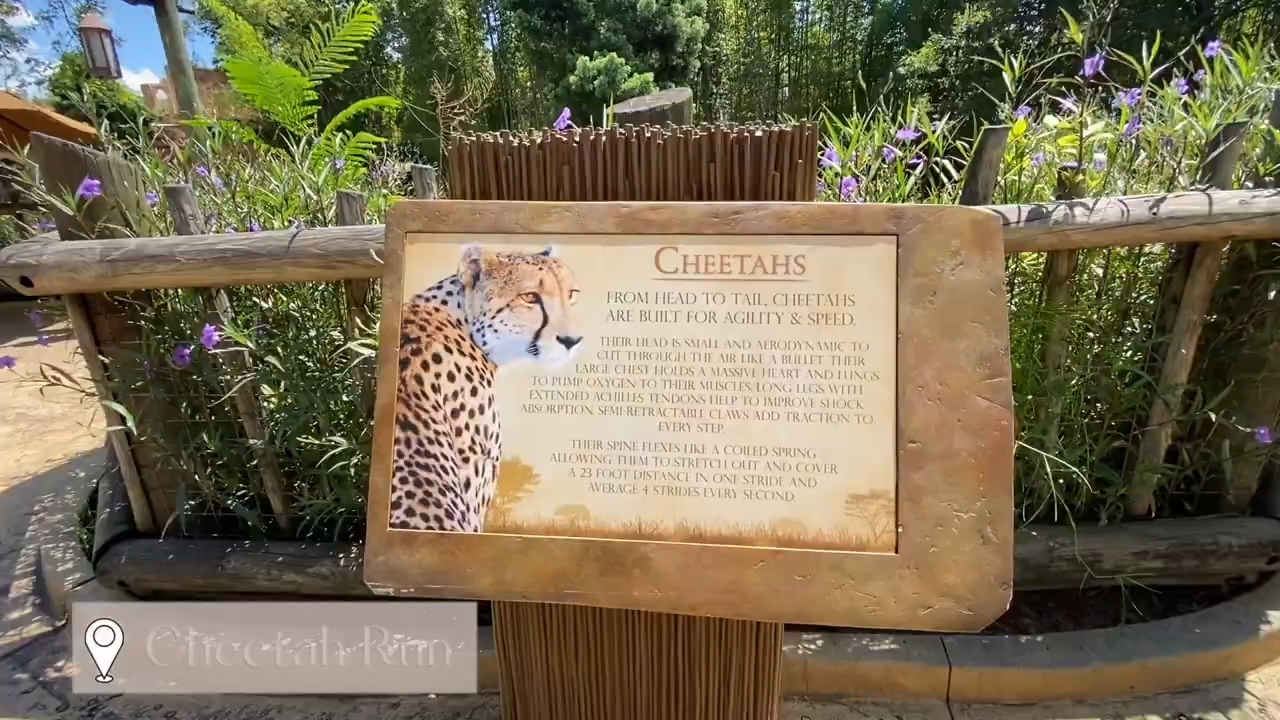 CHEETAHS
FROM HEAD TO TAIL, CHEETAHS
ARE BUILT FOR AGILITY & SPEED.
THEIR HEAD IS SMALL AND AERODYNAMIC TO
CUT THROUGH THE AIR LIKE A BULLET. THEIR
LARGE CHEST HOLDS A MASSIVE HEART AND LUNGS
TO PUMP OXYGEN TO THEIR MUSCLES. LONG LEGS WITH
EXTENDED ACHILLES TENDONS HELP TO IMPROVE SHOCK
ABSORPTION. SEMI-RETRACTABLE CLAWS ADD TRACTION TO
EVERY STEP.
THEIR SPINE FLEXES LIKE A COILED SPRING
ALLOWING THEM TO STRETCH OUT AND COVER
A 23 FOOT DISTANCE IN ONE STRIDE AND
AVERAGE 4 STRIDES EVERY SECOND.
Cheetah Run